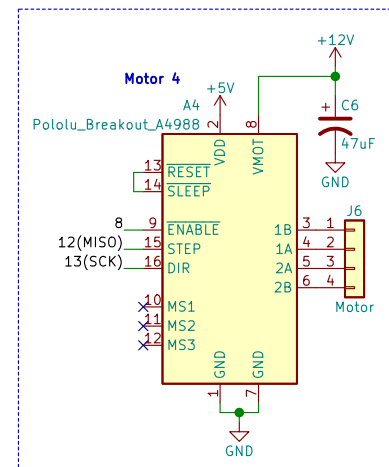 +12V
Motor 4
+5V
A4
Pololu_Breakout_A4988
C6
47uF
GND
2
8
VDD
VMOT
13
RESET
14
SLEEP
8
9
ENABLE
12(MISO)
15
STEP
13(SCK)
16
DIR
10
MS1
11
MS2
12
MS3
1B
3
1
1A
4
2
2A
5
3
2B
6
4
J6
Motor
GND
GND
1
7
GND